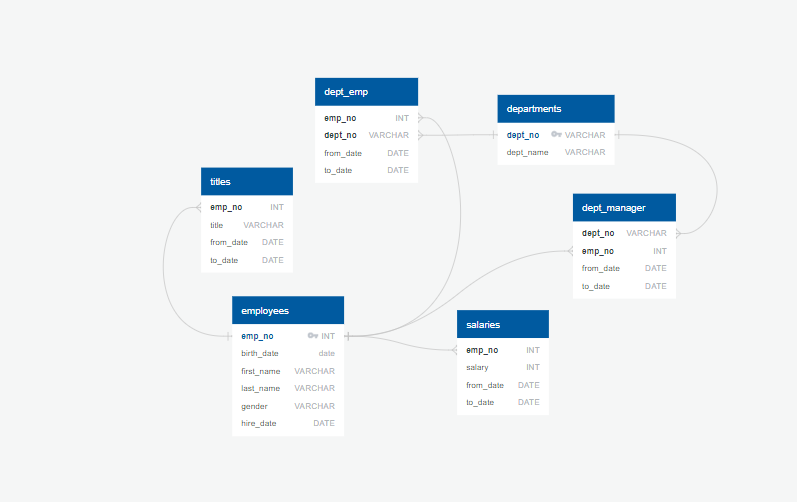 dept_emp
emp_no INT
dept_no VARCHAR
from_date DATE
to_date DATE
departments
dept_no VARCHAR
dept_name VARCHAR
titles
emp_no INT
title VARCHAR
from_date DATE
to_date DATE
dept_manager
dept_no VARCHAR
emp_no INT
from_date DATE
to_date DATE
employees
emp_no INT
birth_date date
first_name VARCHAR
last_name VARCHAR
gender VARCHAR
hire_date DATE
salaries
emp_no INT
salary INT
from_date DATE
to_date DATE